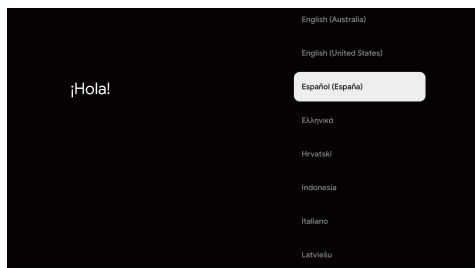 ¡Hola!
English (Australia)
English (United States)
Español (España)
Ελληνικά
Hrvatski
Indonesia
Italiano
Latviešu